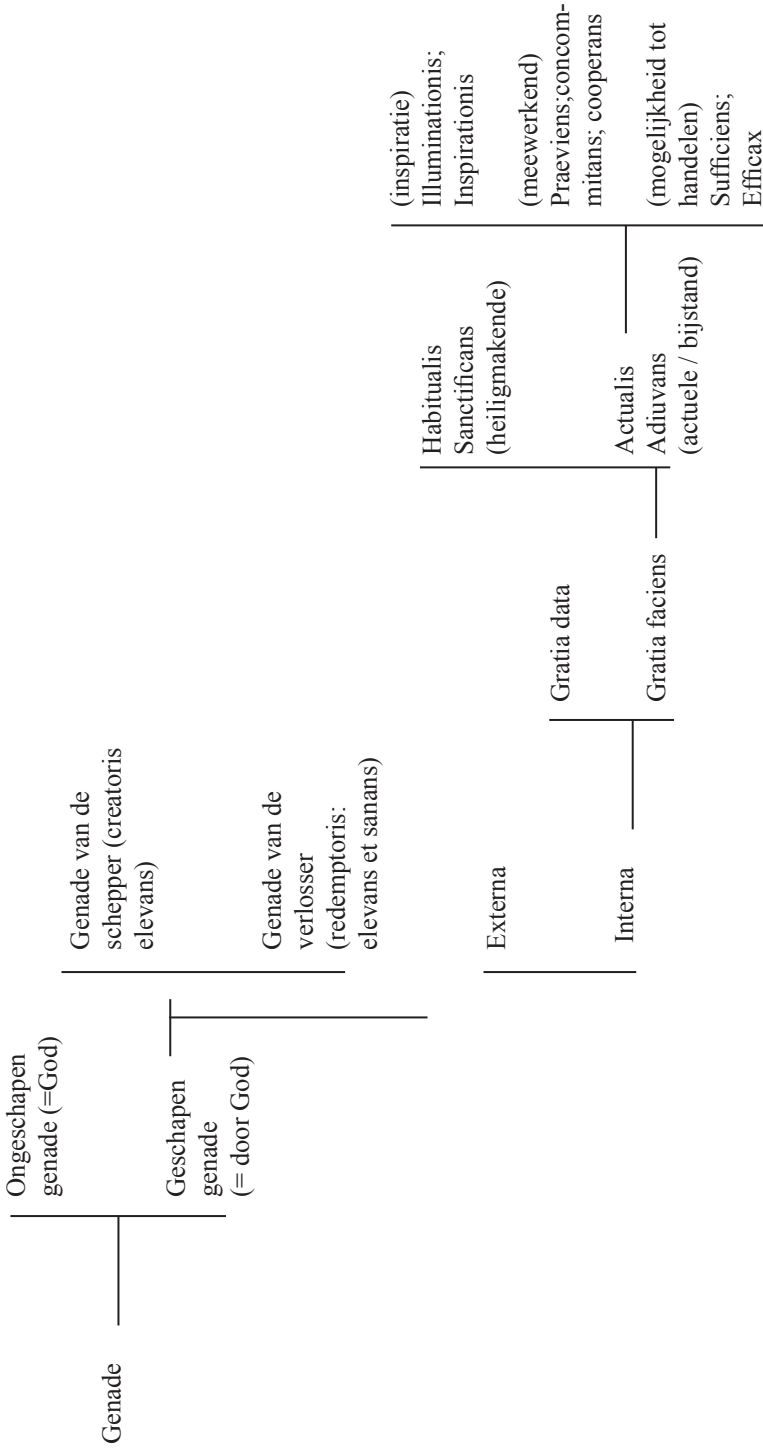 Genade
Ongeschapen
genade (=God)
Geschapen
genade
(= door God)
Genade van de
schepper (creatoris
elevans)
Genade van de
verlosser
(redemptoris:
elevans et sanans)
Externa
Interna
Gratia data
Gratia faciens
Habitualis
Sanctificans
(heiligmakende)
Actualis
Adiuvans
(actuele / bijstand)
(inspiratie)
Illuminationis;
Inspirationis
(meewerkend)
Praeviens;concom-
mitans; cooperans
(mogelijkheid tot
handelen)
Sufficiens;
Efficax